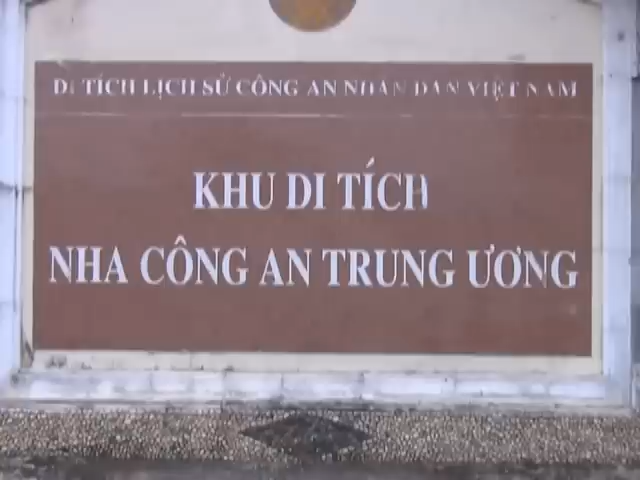 DI TÍCH LỊCH SỬ CÔNG AN NHÂN DÂN VIỆT NAM
KHU DI TÍCH
NHA CÔNG AN TRUNG ƯƠNG